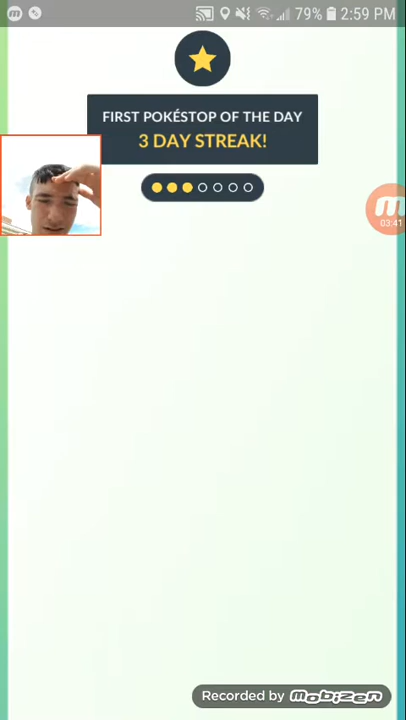 79% 2:59 PM
FIRST POKÉSTOP OF THE DAY
3 DAY STREAK!
03:41
Recorded by mobizen